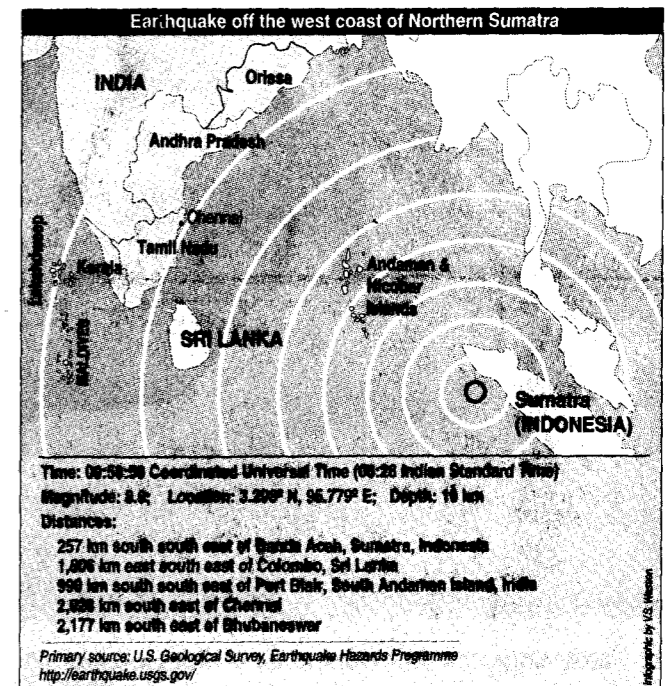 Earthquake off the west coast of Northern Sumatra
INDIA
Orissa
Andhra Pradesh
Chennai
Tamil Nadu
Lakshadweep
Kerala
Andaman &
Nicobar
Islands
SRI LANKA
MALDIVES
Sumatra
(INDONESIA)
Time: Coordinated Universal Time Indian Standard Time)
Magnitude: Location: N, E; Depth: km
Distances:
257 km south south east of Banda Aceh, Sumatra, Indonesia
km east south east of Colombo, Sri Lanka
km south south east of Port Blair, South Andaman Island, India
km south east of Chennai
2,177 km south east of Bhubaneswar
Primary source: U.S. Geological Survey, Earthquake Hazards Programme
http://earthquake.usgs.gov/
Infographic by V.S.